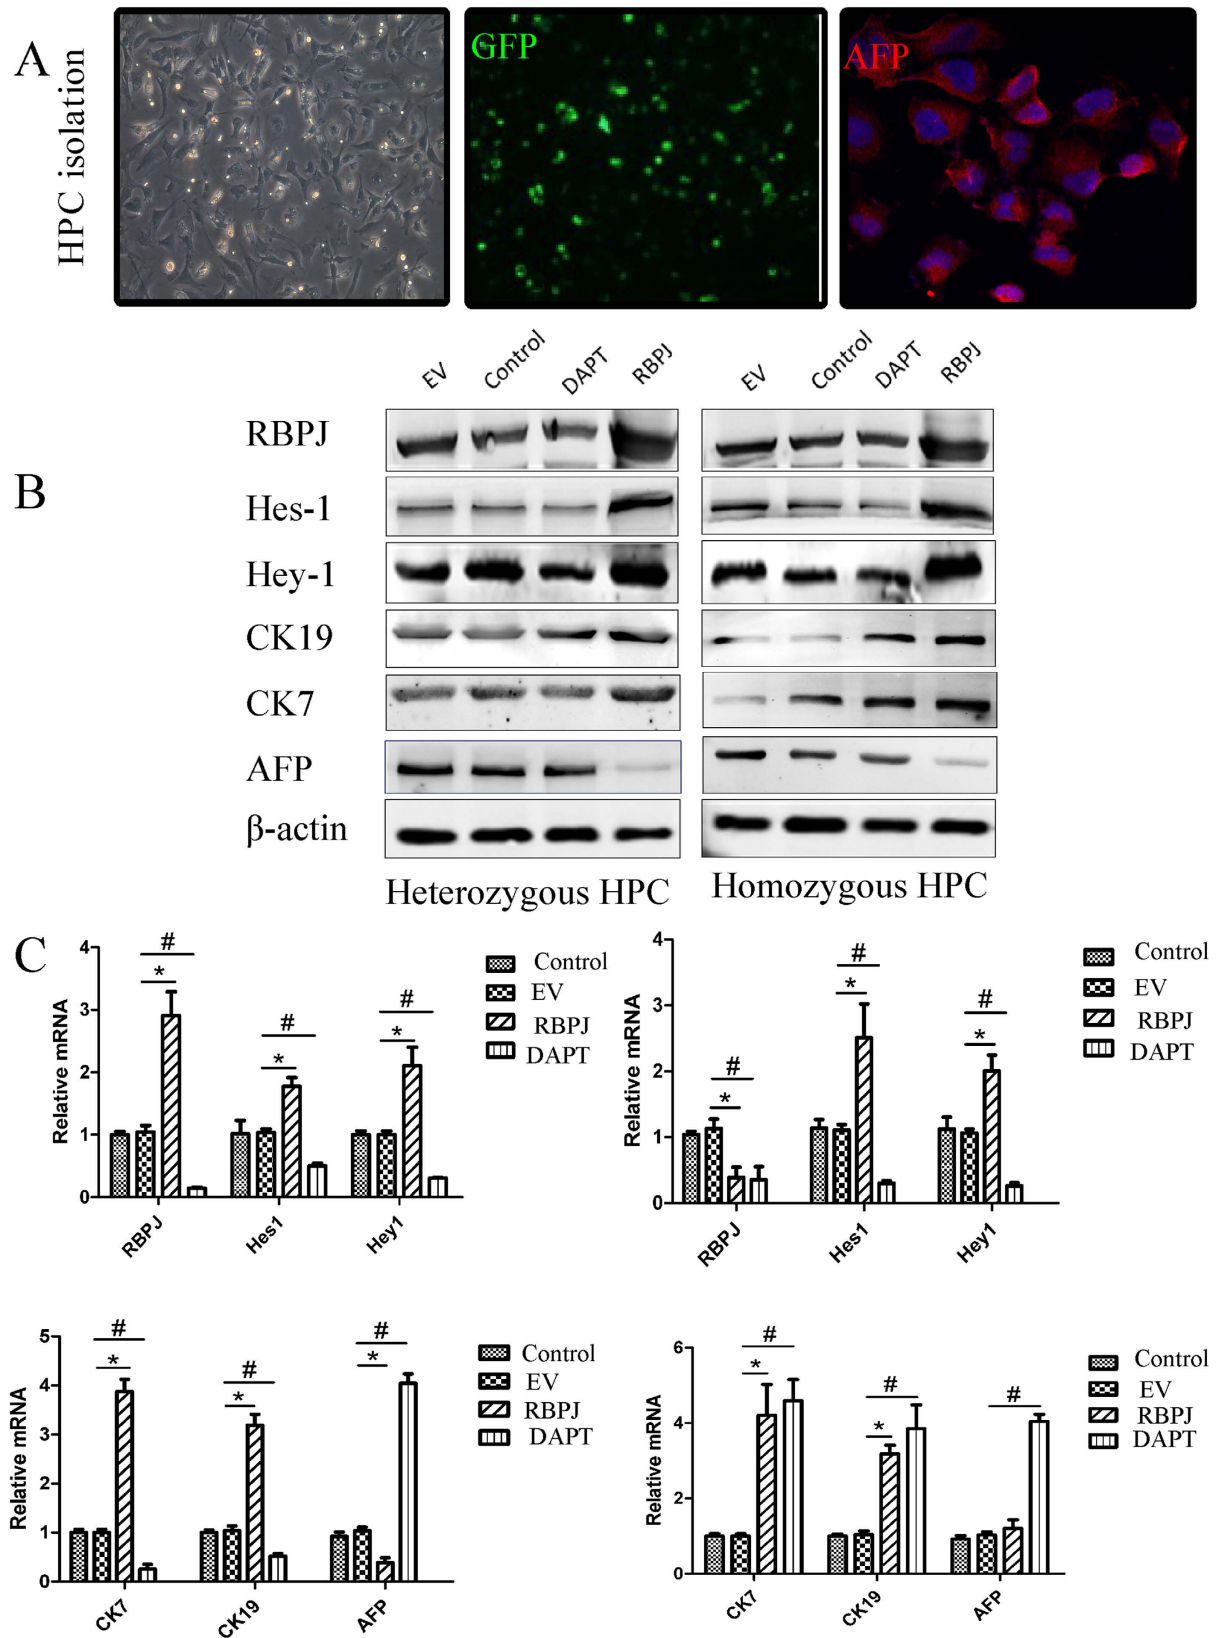 A
HPC isolation
GFP
AFP
B
EV Control DAPT RBPJ
EV Control DAPT RBPJ
RBPJ
Hes-1
Hey-1
CK19
CK7
AFP
β-actin
Heterozygous HPC
Homozygous HPC
C
Relative mRNA
4
3
2
1
0
# * # * # *
RBPJ Hes1 Hey1
Control
EV
RBPJ
DAPT
Relative mRNA
4
3
2
1
0
# * # * # *
RBPJ Hes1 Hey1
Control
EV
RBPJ
DAPT
Relative mRNA
5
4
3
2
1
0
# * # * # *
CK7 CK19 AFP
Control
EV
RBPJ
DAPT
Relative mRNA
6
4
2
0
# * # * #
CK7 CK19 AFP
Control
EV
RBPJ
DAPT